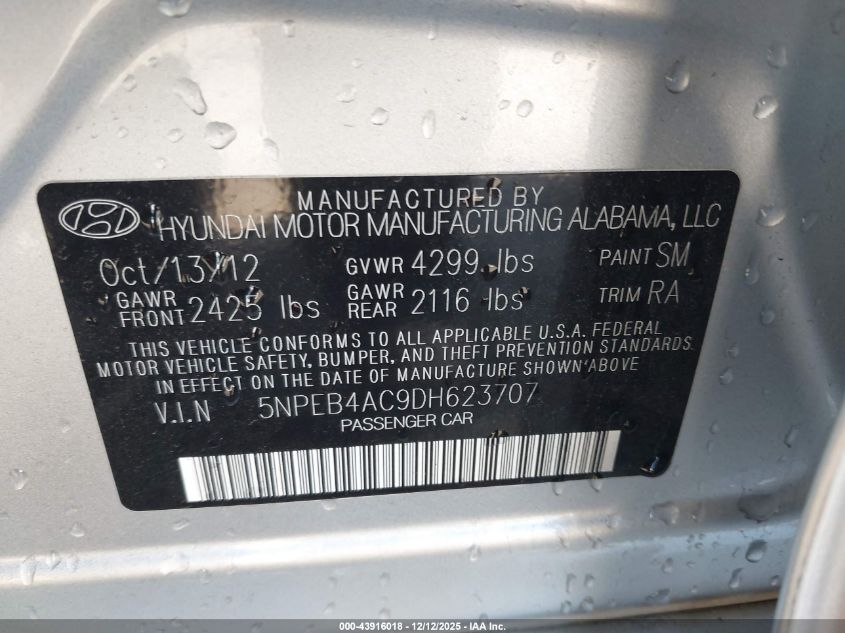 MANUFACTURED BY
HYUNDAI MOTOR MANUFACTURING ALABAMA, LLC
Oct/13/12 GVWR 4299 lbs PAINT SM
GAWR FRONT 2425 lbs GAWR REAR 2116 lbs TRIM RA
THIS VEHICLE CONFORMS TO ALL APPLICABLE U.S.A. FEDERAL
MOTOR VEHICLE SAFETY, BUMPER, AND THEFT PREVENTION STANDARDS
IN EFFECT ON THE DATE OF MANUFACTURE SHOWN ABOVE
V.I.N 5NPEB4AC9DH623707
PASSENGER CAR
000-43916018 - 12/12/2025 - IAA Inc.